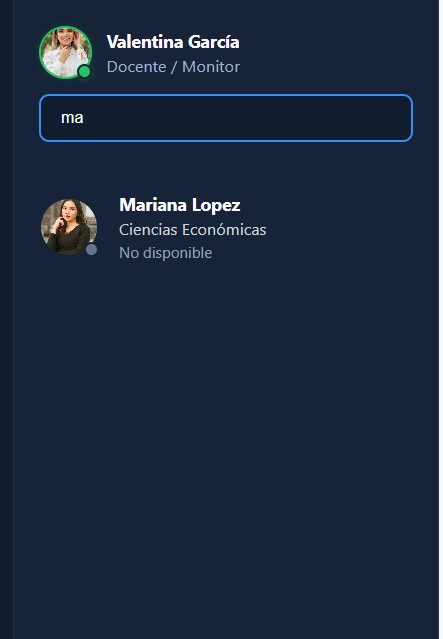 Valentina García
Docente / Monitor
ma
Mariana Lopez
Ciencias Económicas
No disponible